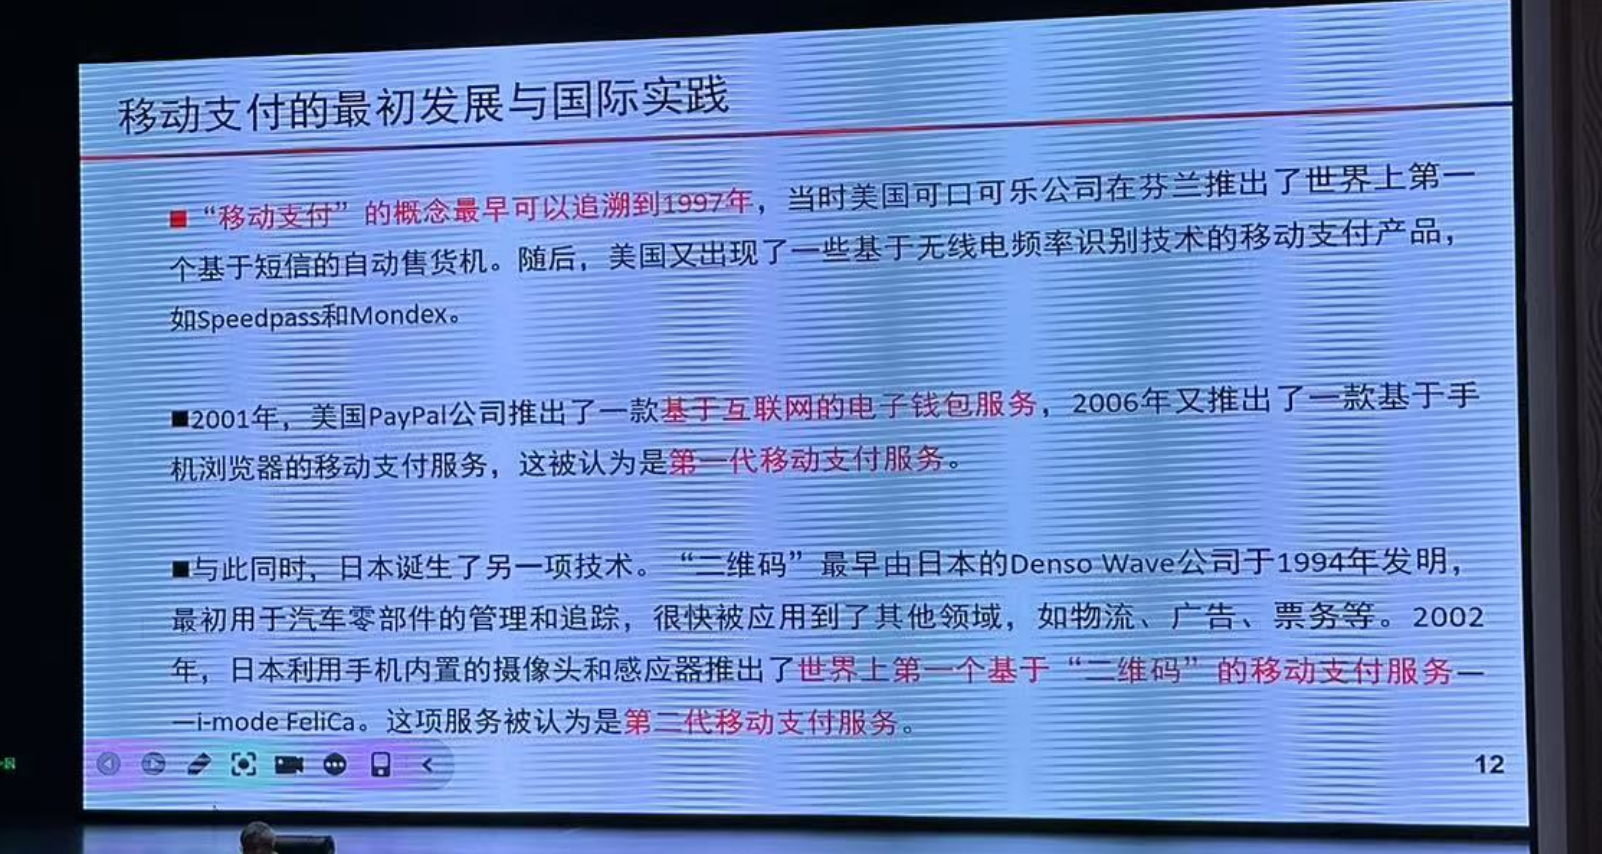 移动支付的最初发展与国际实践
■“移动支付”的概念最早可以追溯到1997年，当时美国可口可乐公司在芬兰推出了世界上第一
个基于短信的自动售货机。随后，美国又出现了一些基于无线电频率识别技术的移动支付产品，
如Speedpass和Mondex。
■2001年，美国PayPal公司推出了一款基于互联网的电子钱包服务，2006年又推出了一款基于手
机浏览器的移动支付服务，这被认为是第一代移动支付服务。
■与此同时，日本诞生了另一项技术。“二维码”最早由日本的Denso Wave公司于1994年发明，
最初用于汽车零部件的管理和追踪，很快被应用到了其他领域，如物流、广告、票务等。2002
年，日本利用手机内置的摄像头和感应器推出了世界上第一个基于“二维码”的移动支付服务—
—i-mode FeliCa。这项服务被认为是第二代移动支付服务。
12